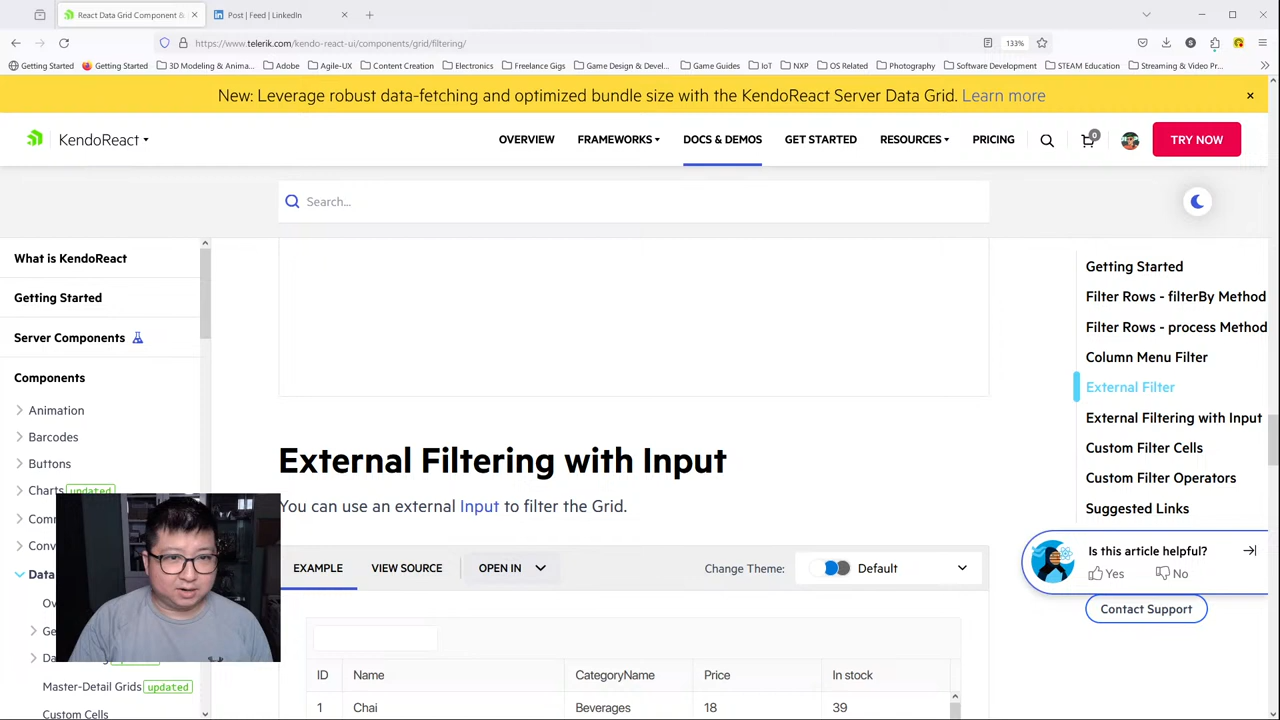 React Data Grid Component &
Post | Feed | LinkedIn
https://www.telerik.com/kendo-react-ui/components/grid/filtering/
133%
Getting Started
Getting Started
3D Modeling & Anima...
Adobe
Agile-UX
Content Creation
Electronics
Freelance Gigs
Game Design & Devel...
Game Guides
IoT
NXP
OS Related
Photography
Software Development
STEAM Education
Streaming & Video Pr...
New: Leverage robust data-fetching and optimized bundle size with the KendoReact Server Data Grid. Learn more
KendoReact
OVERVIEW
FRAMEWORKS
DOCS & DEMOS
GET STARTED
RESOURCES
PRICING
0
TRY NOW
Search...
What is KendoReact
Getting Started
Server Components
Components
Animation
Barcodes
Buttons
Charts updated
Data
Master-Detail Grids updated
Custom Cells
External Filtering with Input
You can use an external Input to filter the Grid.
EXAMPLE
VIEW SOURCE
OPEN IN
Change Theme:
Default
ID
Name
CategoryName
Price
In stock
1
Chai
Beverages
18
39
Getting Started
Filter Rows - filterBy Method
Filter Rows - process Method
Column Menu Filter
External Filter
External Filtering with Input
Custom Filter Cells
Custom Filter Operators
Suggested Links
Is this article helpful?
Yes
No
Contact Support